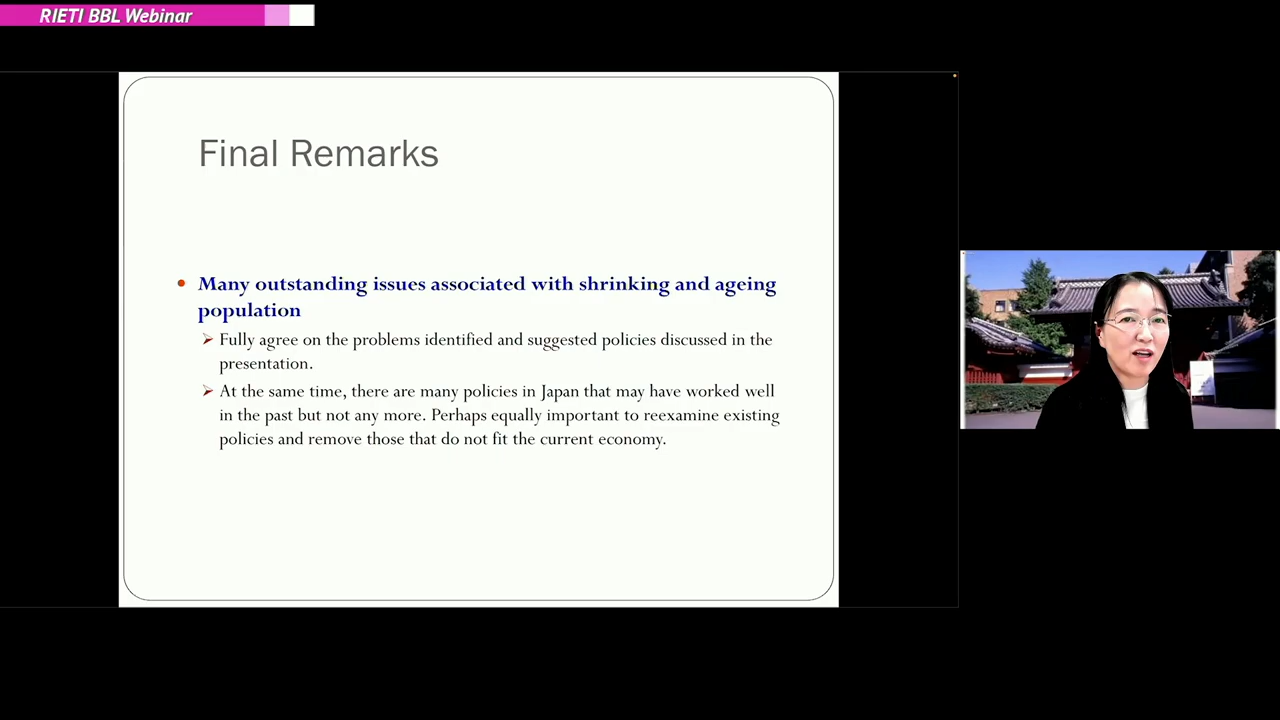 RIETI BBL Webinar
Final Remarks
Many outstanding issues associated with shrinking and ageing
population
Fully agree on the problems identified and suggested policies discussed in the
presentation.
At the same time, there are many policies in Japan that may have worked well
in the past but not any more. Perhaps equally important to reexamine existing
policies and remove those that do not fit the current economy.